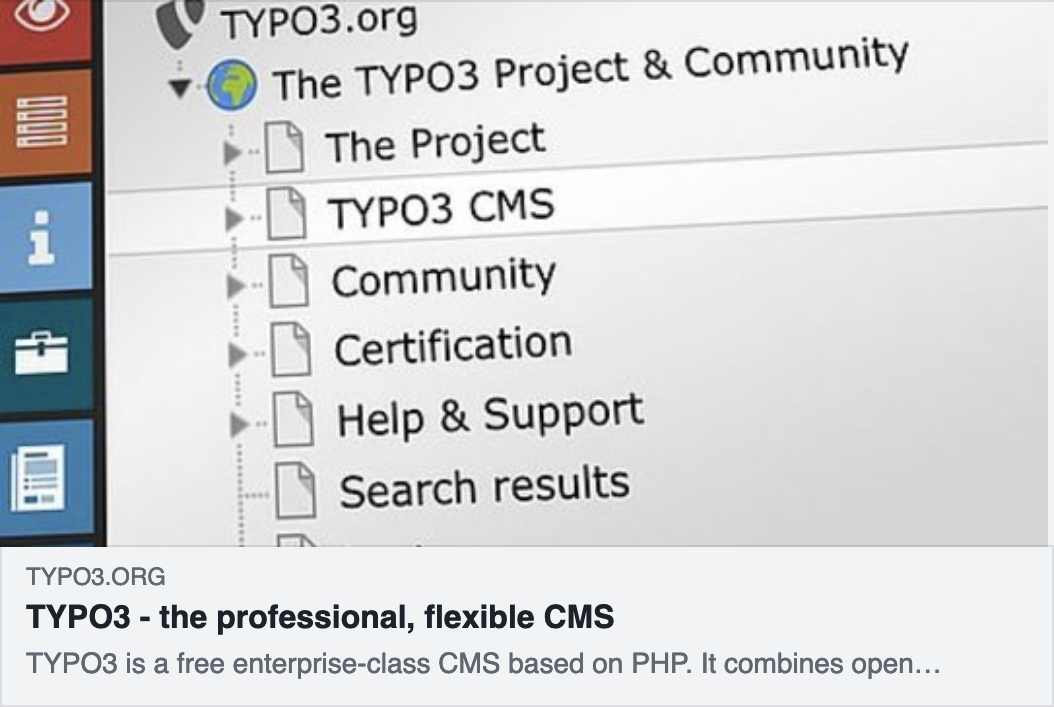 TYPO3.org
The TYPO3 Project & Community
The Project
TYPO3 CMS
Community
Certification
Help & Support
Search results
TYPO3.ORG
TYPO3 - the professional, flexible CMS
TYPO3 is a free enterprise-class CMS based on PHP. It combines open…